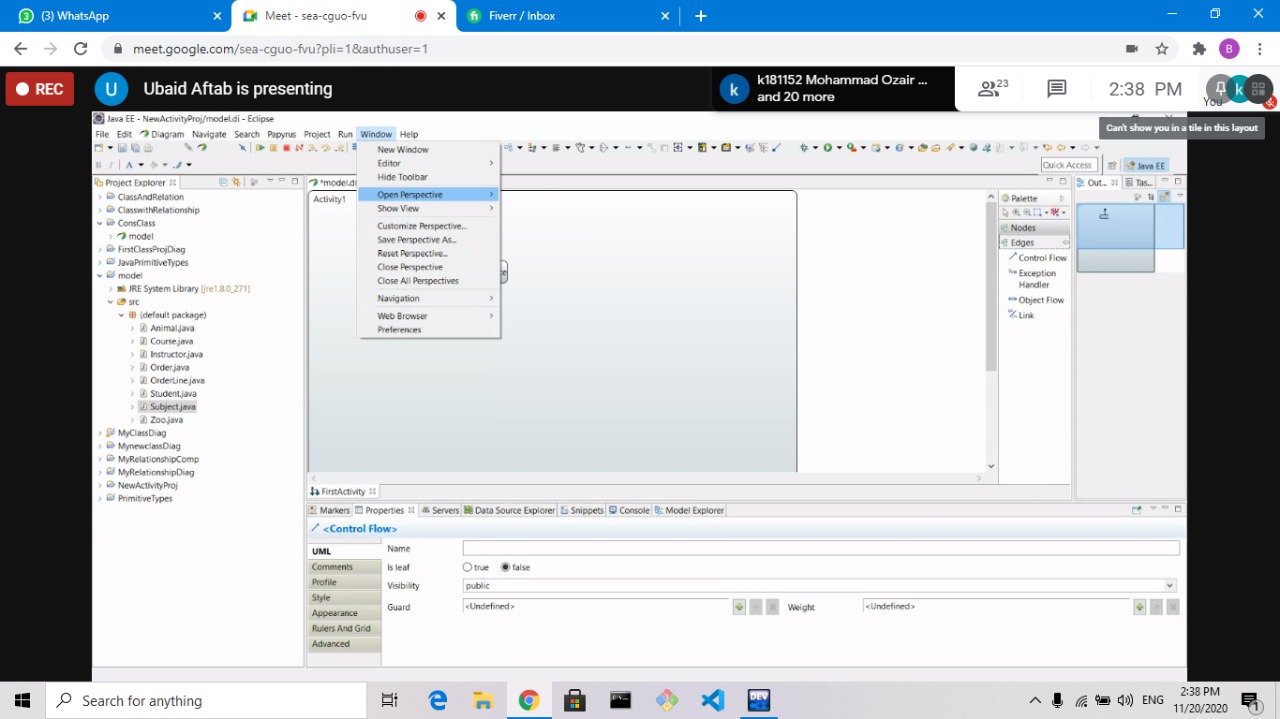 (3) WhatsApp
Meet - sea-cguo-fvu
Fiverr / Inbox
meet.google.com/sea-cguo-fvu?pli=1&authuser=1
B
REC
U
Ubaid Aftab is presenting
k
k181152 Mohammad Ozair ...
and 20 more
23
2:38 PM
You
k
Can't show you in a tile in this layout
Java EE - NewActivityProj/model.di - Eclipse
File Edit Diagram Navigate Search Papyrus Project Run Window Help
Quick Access
Java EE
Project Explorer
ClassAndRelation
ClasswithRelationship
ConsClass
model
FirstClassProjDiag
JavaPrimitiveTypes
model
JRE System Library [jre1.8.0_271]
src
(default package)
Animal.java
Course.java
Instructor.java
Order.java
OrderLine.java
Student.java
Subject.java
Zoo.java
MyClassDiag
MynewclassDiag
MyRelationshipComp
MyRelationshipDiag
NewActivityProj
PrimitiveTypes
*model.di
Activity1
New Window
Editor
Hide Toolbar
Open Perspective
Show View
Customize Perspective...
Save Perspective As...
Reset Perspective...
Close Perspective
Close All Perspectives
Navigation
Web Browser
Preferences
Palette
Nodes
Edges
Control Flow
Exception
Handler
Object Flow
Link
Out...
Tas...
FirstActivity
Markers Properties Servers Data Source Explorer Snippets Console Model Explorer
<Control Flow>
UML
Comments
Profile
Style
Appearance
Rulers And Grid
Advanced
Name
Is leaf true false
Visibility public
Guard <Undefined> Weight <Undefined>
Search for anything
DEV
ENG
2:38 PM
11/20/2020
1